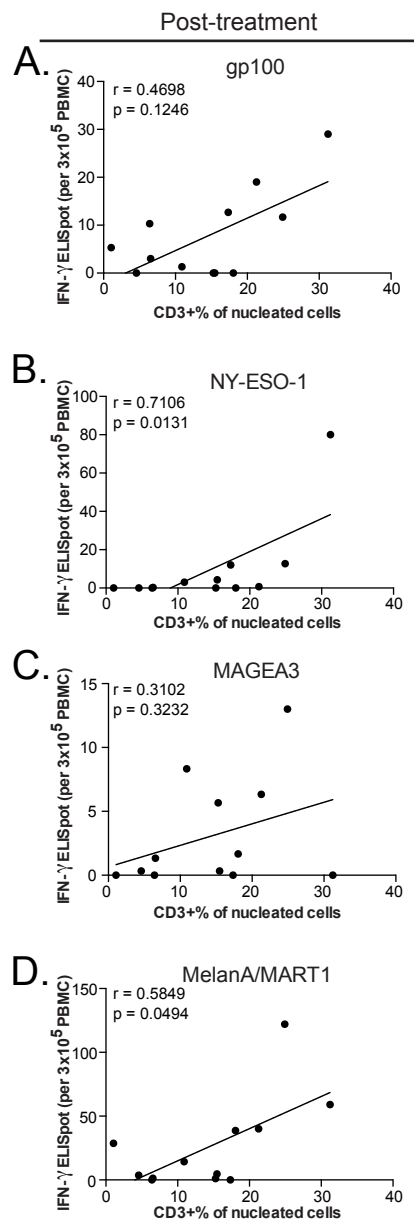 Post-treatment
A.
gp100
r = 0.4698
p = 0.1246
IFN-γ ELISpot (per 3x10⁵ PBMC)
40
30
20
10
0
0 10 20 30 40
CD3+% of nucleated cells
B.
NY-ESO-1
r = 0.7106
p = 0.0131
IFN-γ ELISpot (per 3x10⁵ PBMC)
100
80
60
40
20
0
0 10 20 30 40
CD3+% of nucleated cells
C.
MAGEA3
r = 0.3102
p = 0.3232
IFN-γ ELISpot (per 3x10⁵ PBMC)
15
10
5
0
0 10 20 30 40
CD3+% of nucleated cells
D.
MelanA/MART1
r = 0.5849
p = 0.0494
IFN-γ ELISpot (per 3x10⁵ PBMC)
150
100
50
0
0 10 20 30 40
CD3+% of nucleated cells